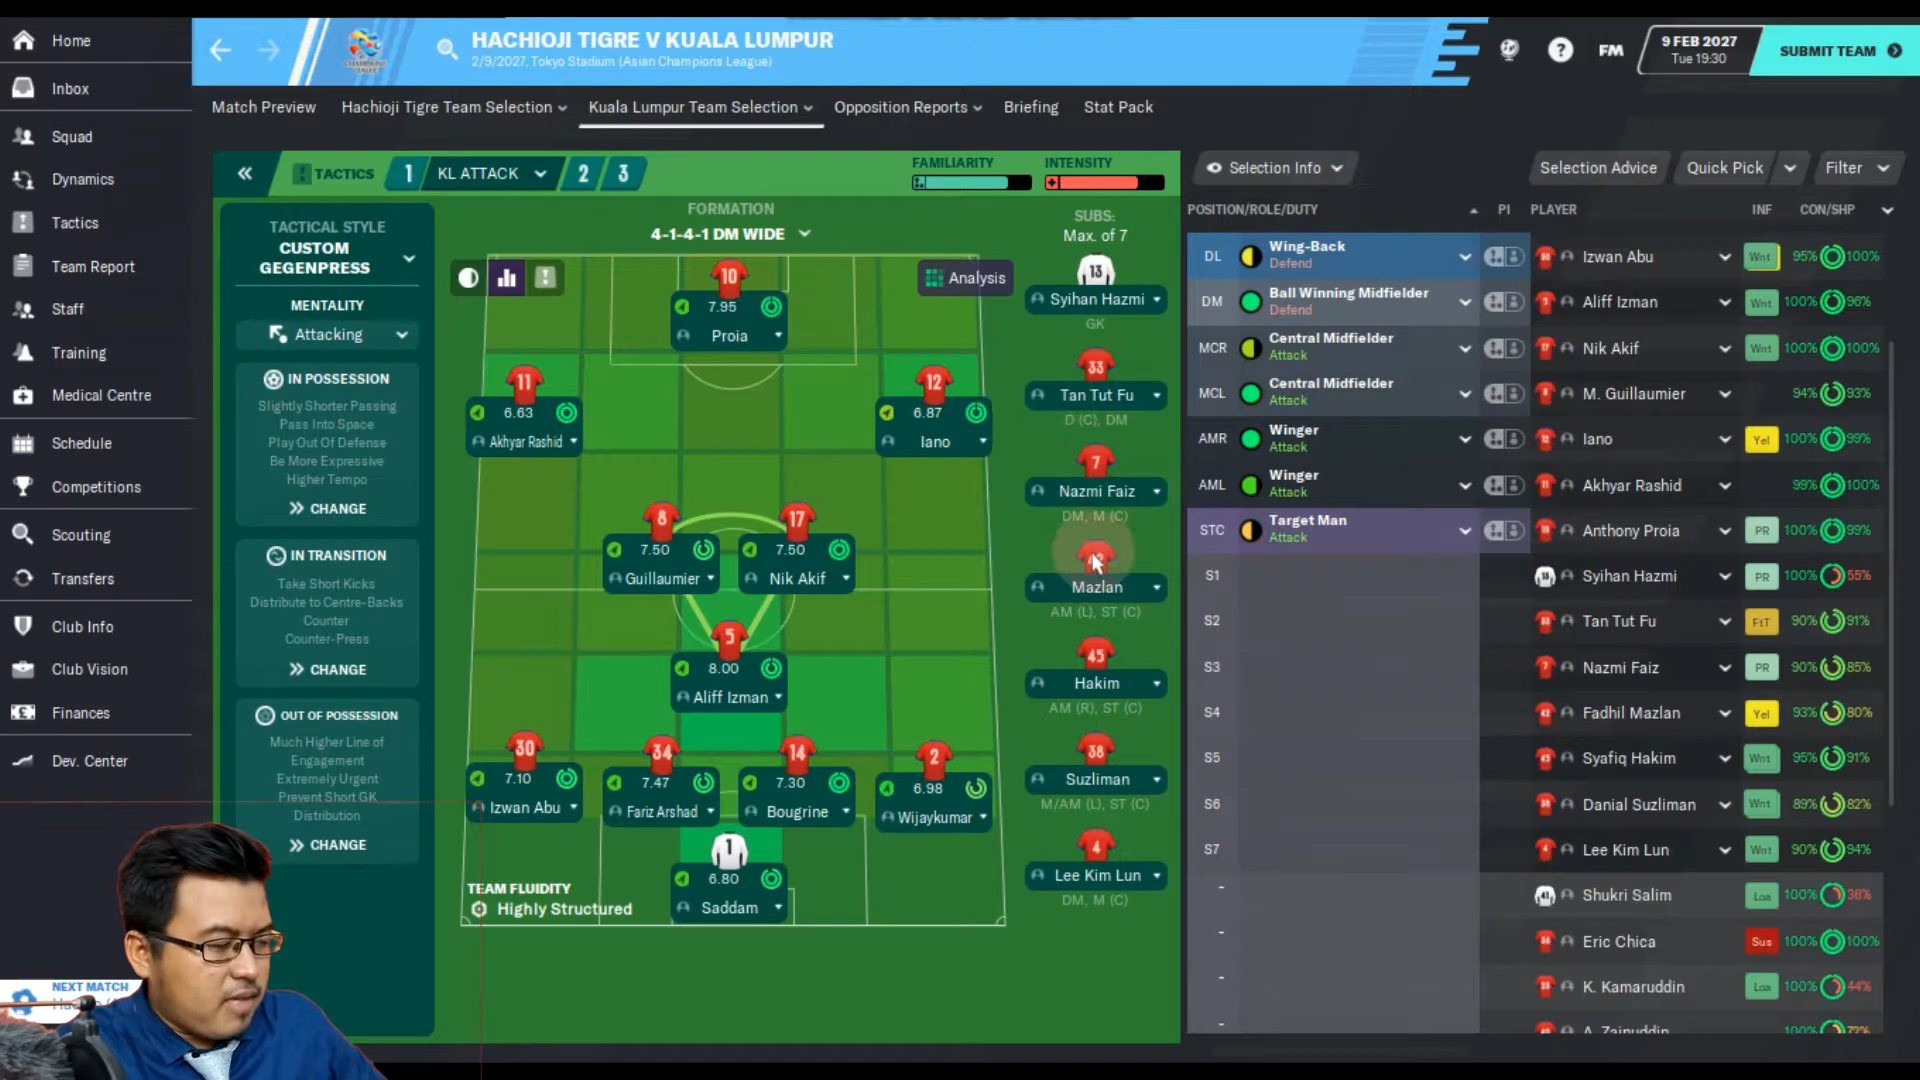 Home
Inbox
Squad
Dynamics
Tactics
Team Report
Staff
Training
Medical Centre
Schedule
Competitions
Scouting
Transfers
Club Info
Club Vision
Finances
Dev. Center
NEXT MATCH
HACHIOJI TIGRE V KUALA LUMPUR
2/9/2027, Tokyo Stadium (Asian Champions League)
FM
9 FEB 2027
Tue 19:30
SUBMIT TEAM
Match Preview
Hachioji Tigre Team Selection
Kuala Lumpur Team Selection
Opposition Reports
Briefing
Stat Pack
TACTICS
1
KL ATTACK
2
3
FAMILIARITY
INTENSITY
TACTICAL STYLE
CUSTOM
GEGENPRESS
MENTALITY
Attacking
IN POSSESSION
Slightly Shorter Passing
Pass Into Space
Play Out Of Defense
Be More Expressive
Higher Tempo
CHANGE
IN TRANSITION
Take Short Kicks
Distribute to Centre-Backs
Counter
Counter-Press
CHANGE
OUT OF POSSESSION
Much Higher Line of
Engagement
Extremely Urgent
Prevent Short GK
Distribution
CHANGE
FORMATION
4-1-4-1 DM WIDE
Analysis
10
7.95
Proia
11
6.63
Akhyar Rashid
12
6.87
Iano
8
7.50
Guillaumier
17
7.50
Nik Akif
5
8.00
Aliff Izman
30
7.10
Izwan Abu
34
7.47
Fariz Arshad
14
7.30
Bougrine
2
6.98
Wijaykumar
1
6.80
Saddam
TEAM FLUIDITY
Highly Structured
SUBS:
Max. of 7
13
Syihan Hazmi
GK
33
Tan Tut Fu
D (C), DM
7
Nazmi Faiz
DM, M (C)
Mazlan
AM (L), ST (C)
45
Hakim
AM (R), ST (C)
38
Suzliman
M/AM (L), ST (C)
4
Lee Kim Lun
DM, M (C)
Selection Info
Selection Advice
Quick Pick
Filter
POSITION/ROLE/DUTY PI PLAYER INF CON/SHP
DL Wing-Back Defend Izwan Abu Wnt 95% 100%
DM Ball Winning Midfielder Defend Aliff Izman Wnt 100% 96%
MCR Central Midfielder Attack Nik Akif Wnt 100% 100%
MCL Central Midfielder Attack M. Guillaumier 94% 93%
AMR Winger Attack Iano Yel 100% 99%
AML Winger Attack Akhyar Rashid 99% 100%
STC Target Man Attack Anthony Proia PR 100% 99%
S1 Syihan Hazmi PR 100% 55%
S2 Tan Tut Fu FtT 90% 91%
S3 Nazmi Faiz PR 90% 85%
S4 Fadhil Mazlan Yel 93% 80%
S5 Syafiq Hakim Wnt 95% 91%
S6 Danial Suzliman Wnt 89% 82%
S7 Lee Kim Lun Wnt 90% 94%
- Shukri Salim Loa 100% 36%
- Eric Chica Sus 100% 100%
- K. Kamaruddin Loa 100% 44%
- A. Zainuddin 100% 72%